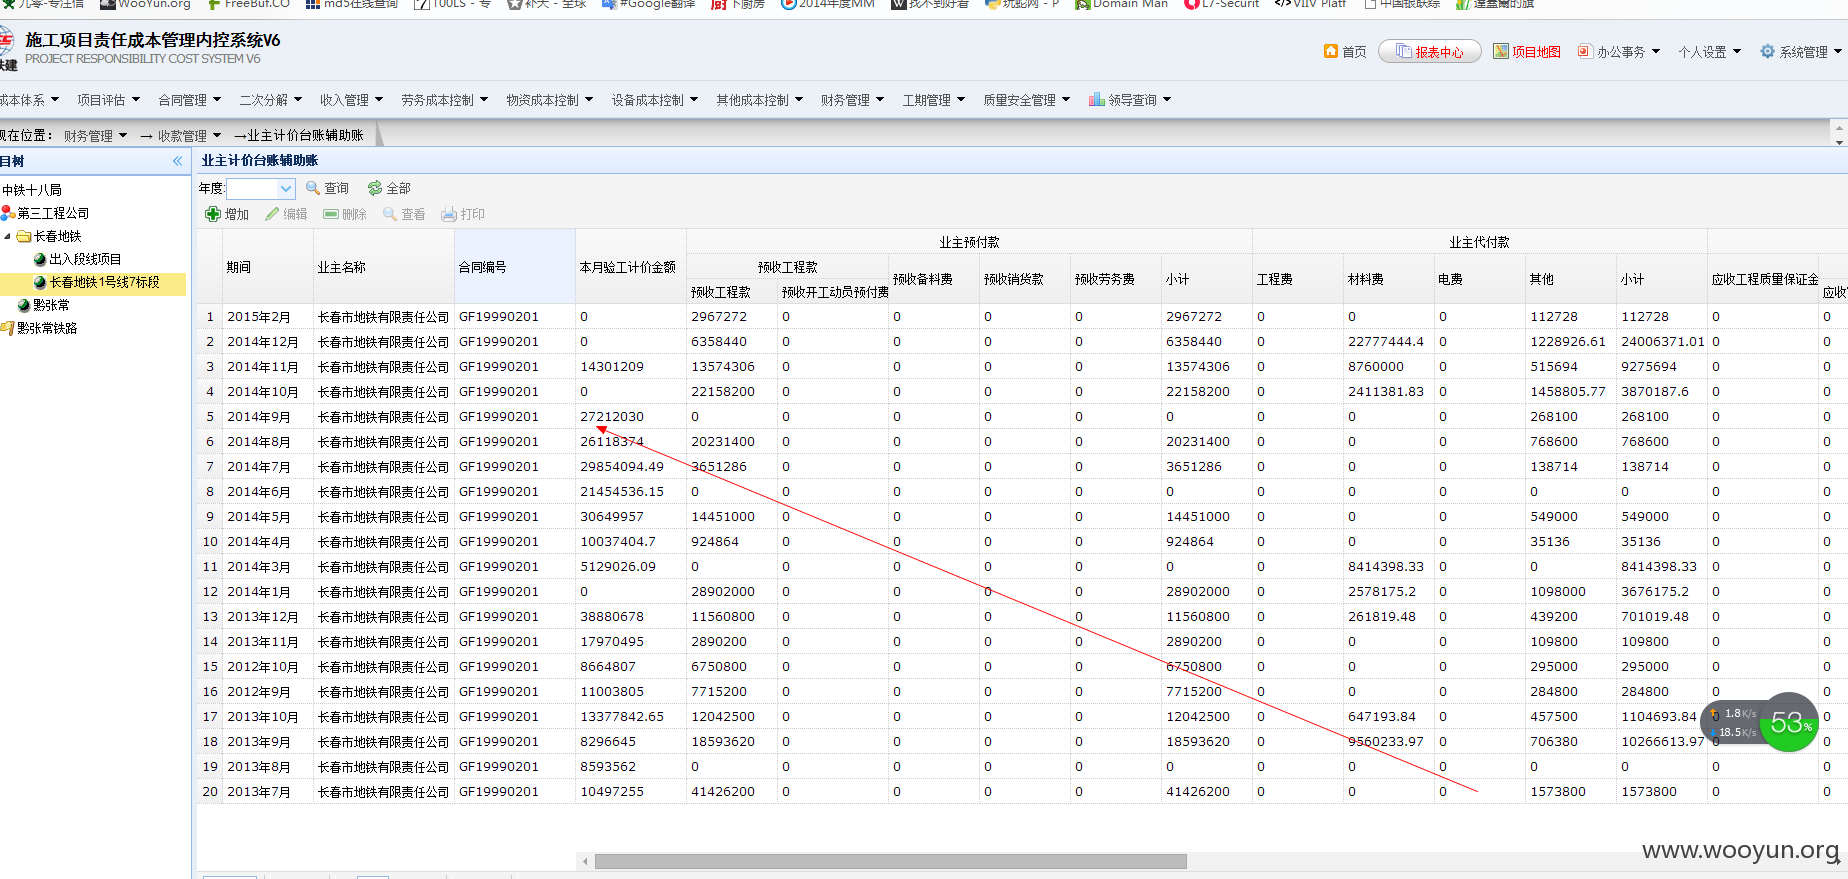 九零-专注信 WooYun.org FreeBuf.CO md5在线查询 T00LS - 专 补天 - 全球 #Google翻译 下厨房 2014年度MM 找不到好看 玩蛇网 - P Domain Man L7-Securit </>VIIV Platf 中国银联综
施工项目责任成本管理内控系统V6
PROJECT RESPONSIBILITY COST SYSTEM V6
首页 报表中心 项目地图 办公事务 个人设置 系统管理
成本体系 项目评估 合同管理 二次分解 收入管理 劳务成本控制 物资成本控制 设备成本控制 其他成本控制 财务管理 工期管理 质量安全管理 领导查询
现在位置： 财务管理 → 收款管理 →业主计价台账辅助账
目树 «
中铁十八局
第三工程公司
长春地铁
出入段线项目
长春地铁1号线7标段
黔张常
黔张常铁路
业主计价台账辅助账
年度: 查询 全部
增加 编辑 删除 查看 打印
业主预付款 业主代付款
期间 业主名称 合同编号 本月验工计价金额 预收工程款 预收备料费 预收销货款 预收劳务费 小计 工程费 材料费 电费 其他 小计 应收工程质量保证金 应收
预收工程款 预收开工动员预付费
1 2015年2月 长春市地铁有限责任公司 GF19990201 0 2967272 0 0 0 0 2967272 0 0 0 112728 112728 0 0
2 2014年12月 长春市地铁有限责任公司 GF19990201 0 6358440 0 0 0 0 6358440 0 22777444.4 0 1228926.61 24006371.01 0 0
3 2014年11月 长春市地铁有限责任公司 GF19990201 14301209 13574306 0 0 0 0 13574306 0 8760000 0 515694 9275694 0 0
4 2014年10月 长春市地铁有限责任公司 GF19990201 0 22158200 0 0 0 0 22158200 0 2411381.83 0 1458805.77 3870187.6 0 0
5 2014年9月 长春市地铁有限责任公司 GF19990201 27212030 0 0 0 0 0 0 0 0 0 268100 268100 0 0
6 2014年8月 长春市地铁有限责任公司 GF19990201 26118374 20231400 0 0 0 0 20231400 0 0 0 768600 768600 0 0
7 2014年7月 长春市地铁有限责任公司 GF19990201 29854094.49 3651286 0 0 0 0 3651286 0 0 0 138714 138714 0 0
8 2014年6月 长春市地铁有限责任公司 GF19990201 21454536.15 0 0 0 0 0 0 0 0 0 0 0 0 0
9 2014年5月 长春市地铁有限责任公司 GF19990201 30649957 14451000 0 0 0 0 14451000 0 0 0 549000 549000 0 0
10 2014年4月 长春市地铁有限责任公司 GF19990201 10037404.7 924864 0 0 0 0 924864 0 0 0 35136 35136 0 0
11 2014年3月 长春市地铁有限责任公司 GF19990201 5129026.09 0 0 0 0 0 0 0 8414398.33 0 0 8414398.33 0 0
12 2014年1月 长春市地铁有限责任公司 GF19990201 0 28902000 0 0 0 0 28902000 0 2578175.2 0 1098000 3676175.2 0 0
13 2013年12月 长春市地铁有限责任公司 GF19990201 38880678 11560800 0 0 0 0 11560800 0 261819.48 0 439200 701019.48 0 0
14 2013年11月 长春市地铁有限责任公司 GF19990201 17970495 2890200 0 0 0 0 2890200 0 0 0 109800 109800 0 0
15 2012年10月 长春市地铁有限责任公司 GF19990201 8664807 6750800 0 0 0 0 6750800 0 0 0 295000 295000 0 0
16 2012年9月 长春市地铁有限责任公司 GF19990201 11003805 7715200 0 0 0 0 7715200 0 0 0 284800 284800 0 0
17 2013年10月 长春市地铁有限责任公司 GF19990201 13377842.65 12042500 0 0 0 0 12042500 0 647193.84 0 457500 1104693.84 0 0
18 2013年9月 长春市地铁有限责任公司 GF19990201 8296645 18593620 0 0 0 0 18593620 0 9560233.97 0 706380 10266613.97 0 0
19 2013年8月 长春市地铁有限责任公司 GF19990201 8593562 0 0 0 0 0 0 0 0 0 0 0 0 0
20 2013年7月 长春市地铁有限责任公司 GF19990201 10497255 41426200 0 0 0 0 41426200 0 0 0 1573800 1573800 0 0
1.8K/s
18.5K/s
53%
www.wooyun.org